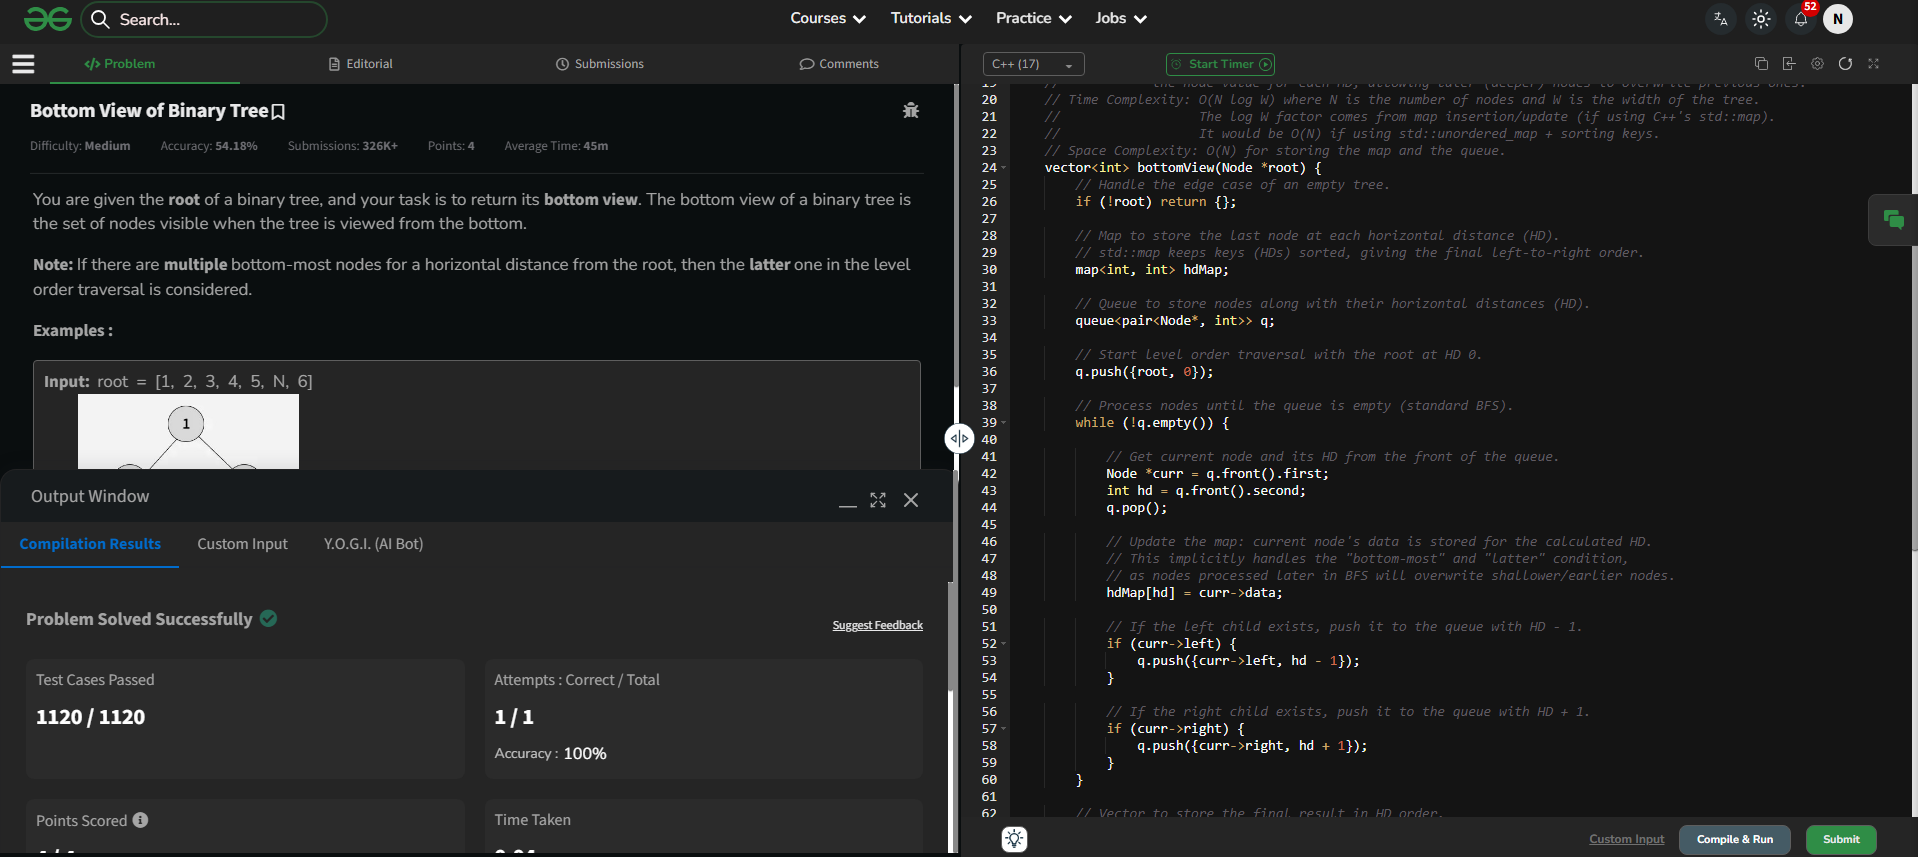 Search...
Courses
Tutorials
Practice
Jobs
52
N
</> Problem
Editorial
Submissions
Comments
C++ (17)
Start Timer
Bottom View of Binary Tree
Difficulty: Medium Accuracy: 54.18% Submissions: 326K+ Points: 4 Average Time: 45m
You are given the root of a binary tree, and your task is to return its bottom view. The bottom view of a binary tree is
the set of nodes visible when the tree is viewed from the bottom.
Note: If there are multiple bottom-most nodes for a horizontal distance from the root, then the latter one in the level
order traversal is considered.
Examples :
Input: root = [1, 2, 3, 4, 5, N, 6]
1
Output Window
Compilation Results
Custom Input
Y.O.G.I. (AI Bot)
Problem Solved Successfully
Suggest Feedback
Test Cases Passed
1120 / 1120
Attempts : Correct / Total
1 / 1
Accuracy : 100%
Points Scored
Time Taken
19 // the node value for each HD, allowing later (deeper) nodes to overwrite previous ones.
20 // Time Complexity: O(N log W) where N is the number of nodes and W is the width of the tree.
21 // The log W factor comes from map insertion/update (if using C++'s std::map).
22 // It would be O(N) if using std::unordered_map + sorting keys.
23 // Space Complexity: O(N) for storing the map and the queue.
24 vector<int> bottomView(Node *root) {
25 // Handle the edge case of an empty tree.
26 if (!root) return {};
27
28 // Map to store the last node at each horizontal distance (HD).
29 // std::map keeps keys (HDs) sorted, giving the final left-to-right order.
30 map<int, int> hdMap;
31
32 // Queue to store nodes along with their horizontal distances (HD).
33 queue<pair<Node*, int>> q;
34
35 // Start level order traversal with the root at HD 0.
36 q.push({root, 0});
37
38 // Process nodes until the queue is empty (standard BFS).
39 while (!q.empty()) {
40
41 // Get current node and its HD from the front of the queue.
42 Node *curr = q.front().first;
43 int hd = q.front().second;
44 q.pop();
45
46 // Update the map: current node's data is stored for the calculated HD.
47 // This implicitly handles the "bottom-most" and "latter" condition,
48 // as nodes processed later in BFS will overwrite shallower/earlier nodes.
49 hdMap[hd] = curr->data;
50
51 // If the left child exists, push it to the queue with HD - 1.
52 if (curr->left) {
53 q.push({curr->left, hd - 1});
54 }
55
56 // If the right child exists, push it to the queue with HD + 1.
57 if (curr->right) {
58 q.push({curr->right, hd + 1});
59 }
60 }
61
62 // Vector to store the final result in HD order.
Custom Input
Compile & Run
Submit